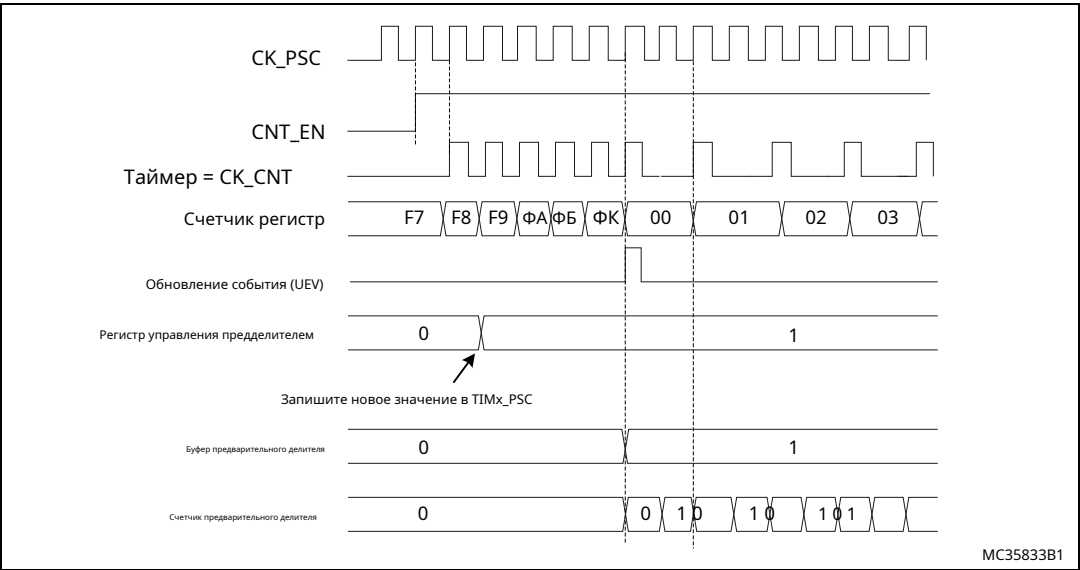 CK_PSC
CNT_EN
Таймер = CK_CNT
Счетчик регистр F7 F8 F9 ФА ФБ ФК 00 01 02 03
Обновление события (UEV)
Регистр управления предделителем 0 1
Запишите новое значение в TIMx_PSC
Буфер предварительного делителя 0 1
Счетчик предварительного делителя 0 0 1 0 1 0 1 0 1
MC35833B1